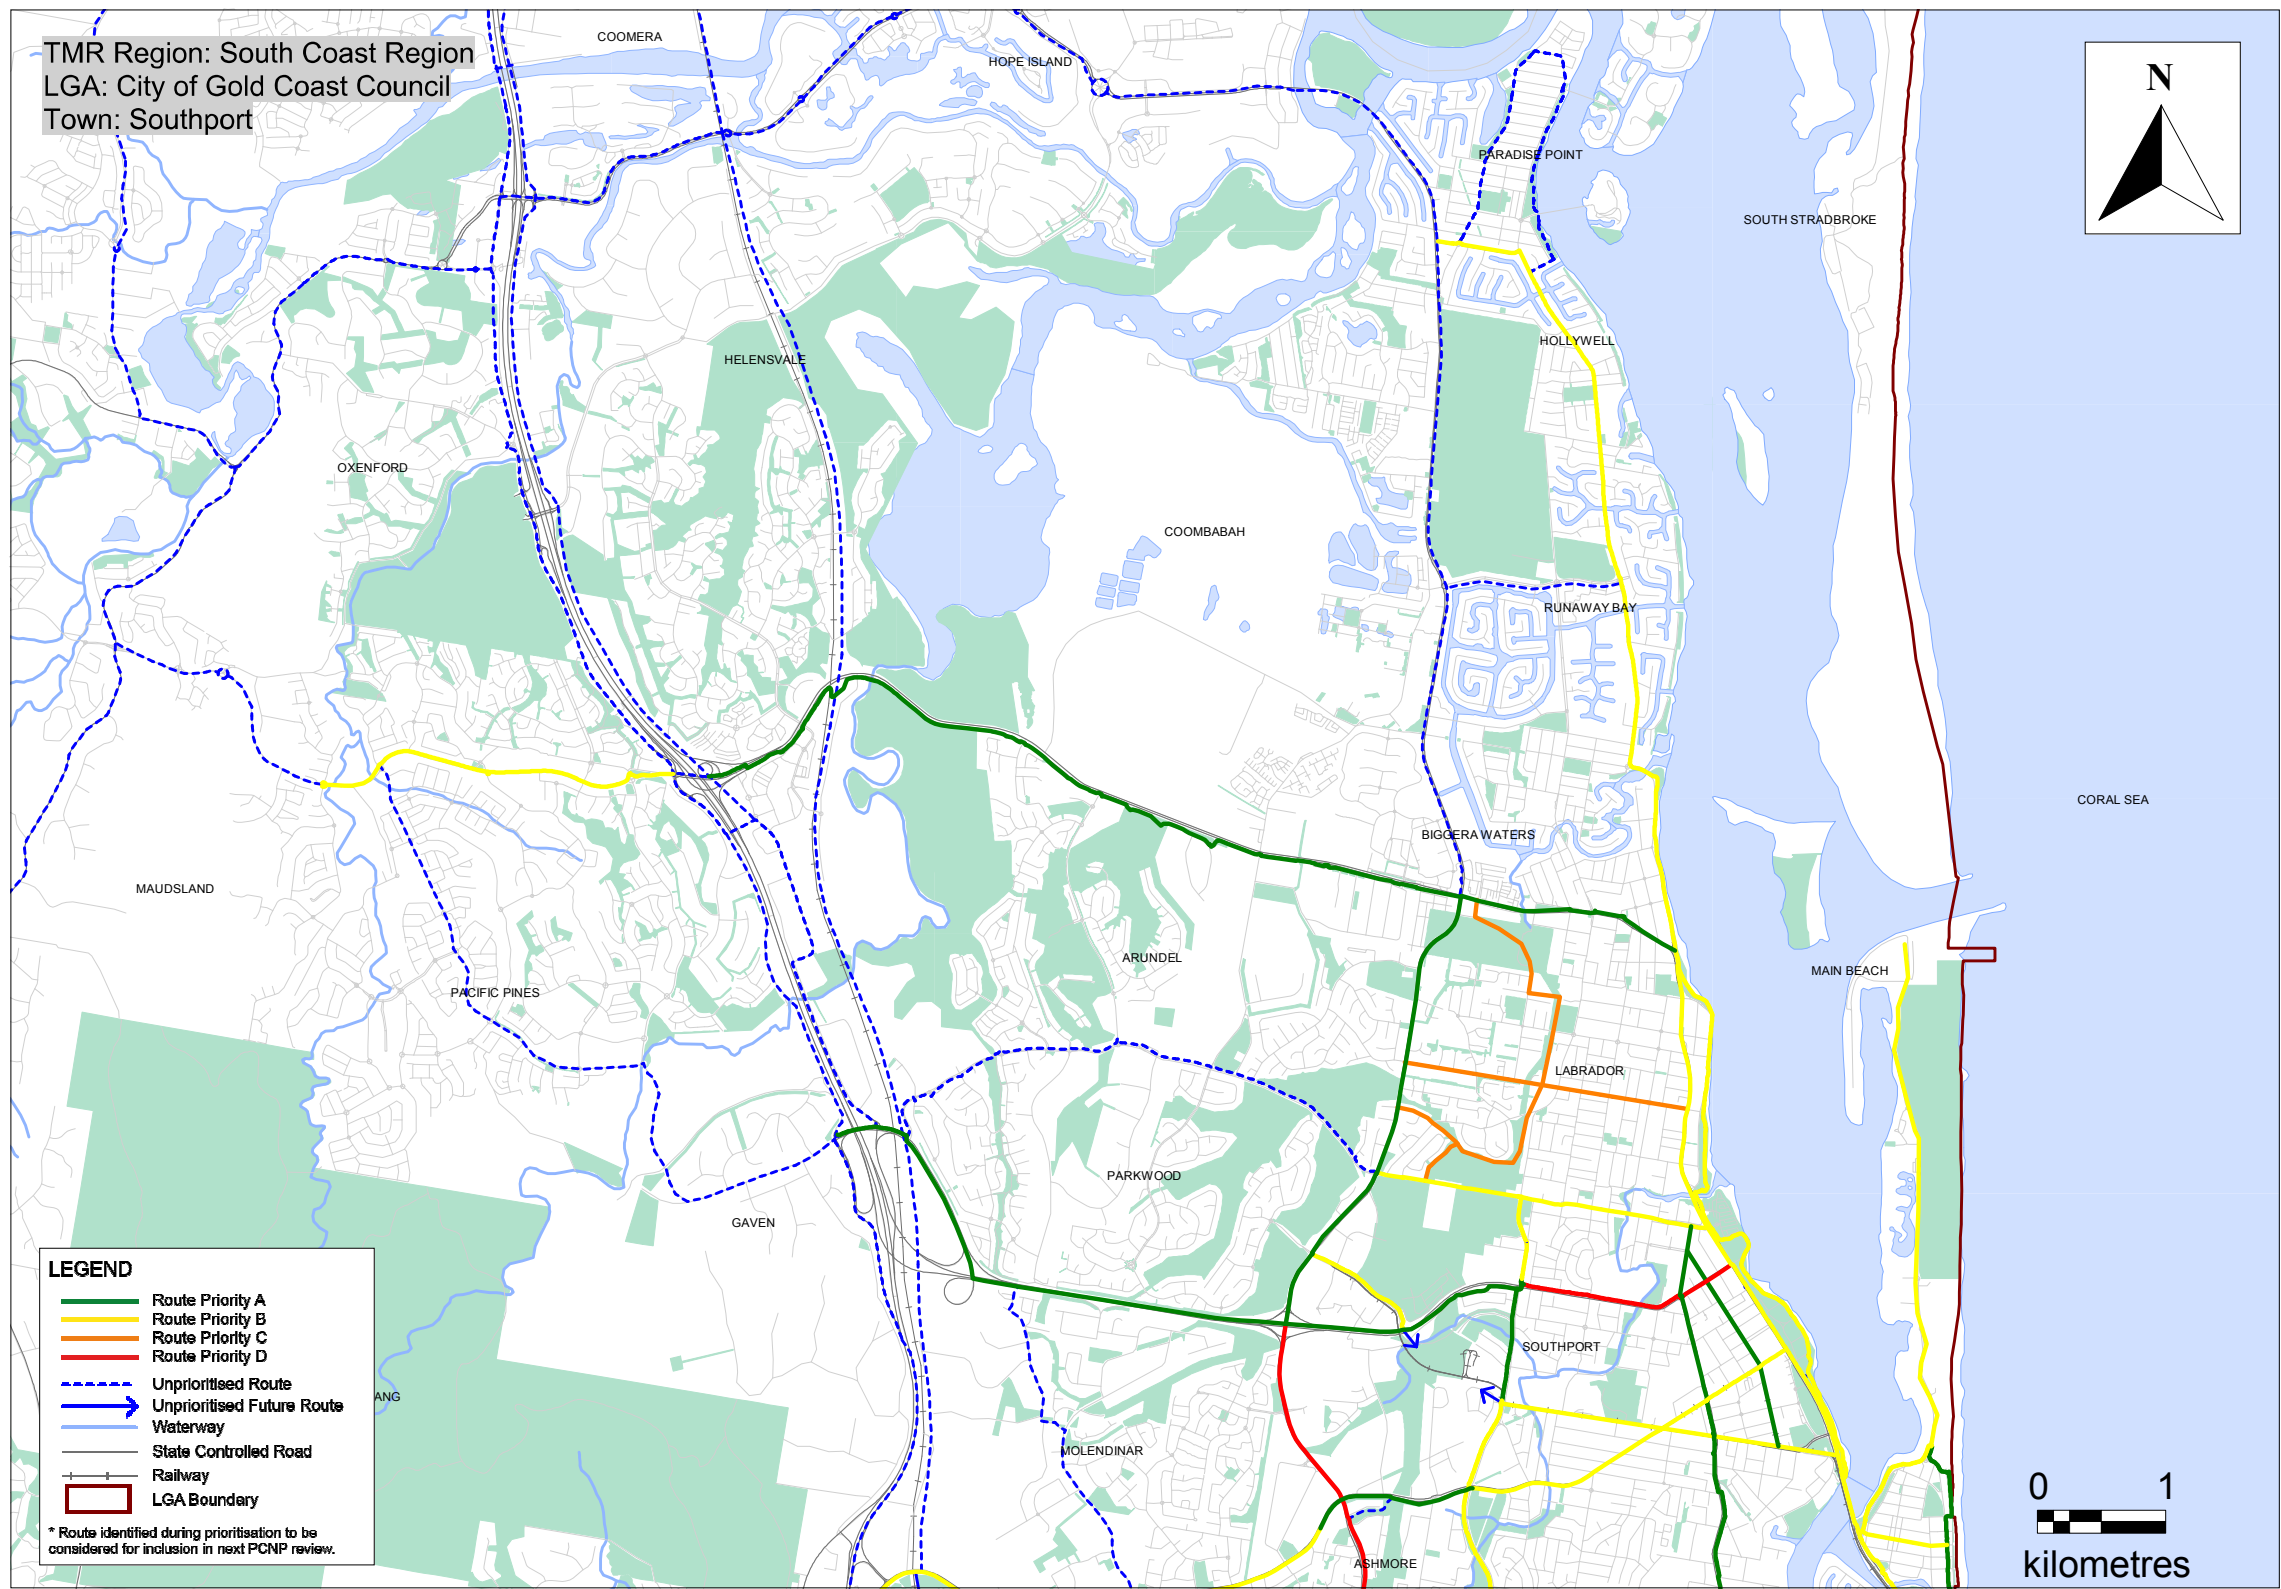 TMR Region: South Coast Region
LGA: City of Gold Coast Council
Town: Southport
COOMERA
HOPE ISLAND
N
PARADISE POINT
SOUTH STRADBROKE
HELENSVALE
HOLLYWELL
OXENFORD
COOMBABAH
RUNAWAY BAY
CORAL SEA
BIGGERA WATERS
MAUDSLAND
ARUNDEL
MAIN BEACH
PACIFIC PINES
LABRADOR
PARKWOOD
GAVEN
SOUTHPORT
ANG
MOLENDINAR
ASHMORE
LEGEND
Route Priority A
Route Priority B
Route Priority C
Route Priority D
Unprioritised Route
Unprioritised Future Route
Waterway
State Controlled Road
Railway
LGA Boundary
* Route identified during prioritisation to be
considered for inclusion in next PCNP review.
0 1
kilometres